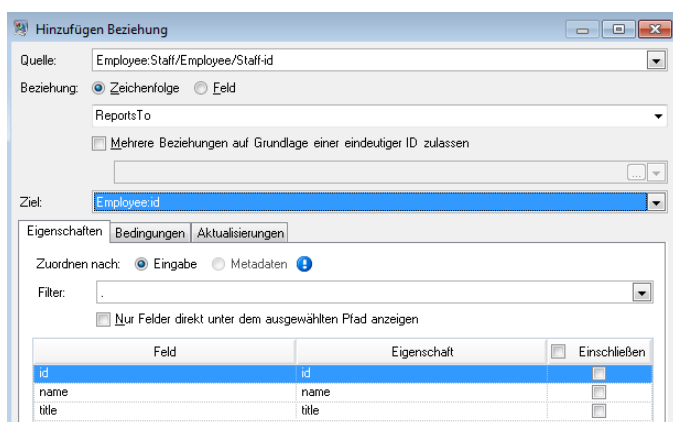 Hinzufügen Beziehung
Quelle: Employee:Staff/Employee/Staff-id
Beziehung: Zeichenfolge Feld
ReportsTo
Mehrere Beziehungen auf Grundlage einer eindeutiger ID zulassen
...
Ziel: Employee:id
Eigenschaften Bedingungen Aktualisierungen
Zuordnen nach: Eingabe Metadaten !
Filter: .
Nur Felder direkt unter dem ausgewählten Pfad anzeigen
Feld Eigenschaft Einschließen
id id
name name
title title